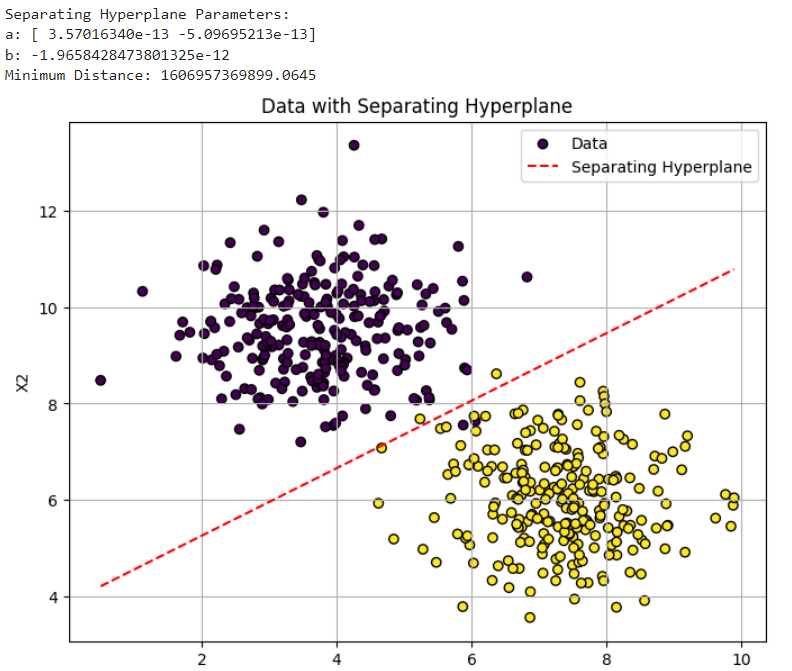 Separating Hyperplane Parameters:
a: [ 3.57016340e-13 -5.09695213e-13]
b: -1.9658428473801325e-12
Minimum Distance: 1606957369899.0645
Data with Separating Hyperplane
Data
Separating Hyperplane
12
10
8
6
4
X2
2
4
6
8
10